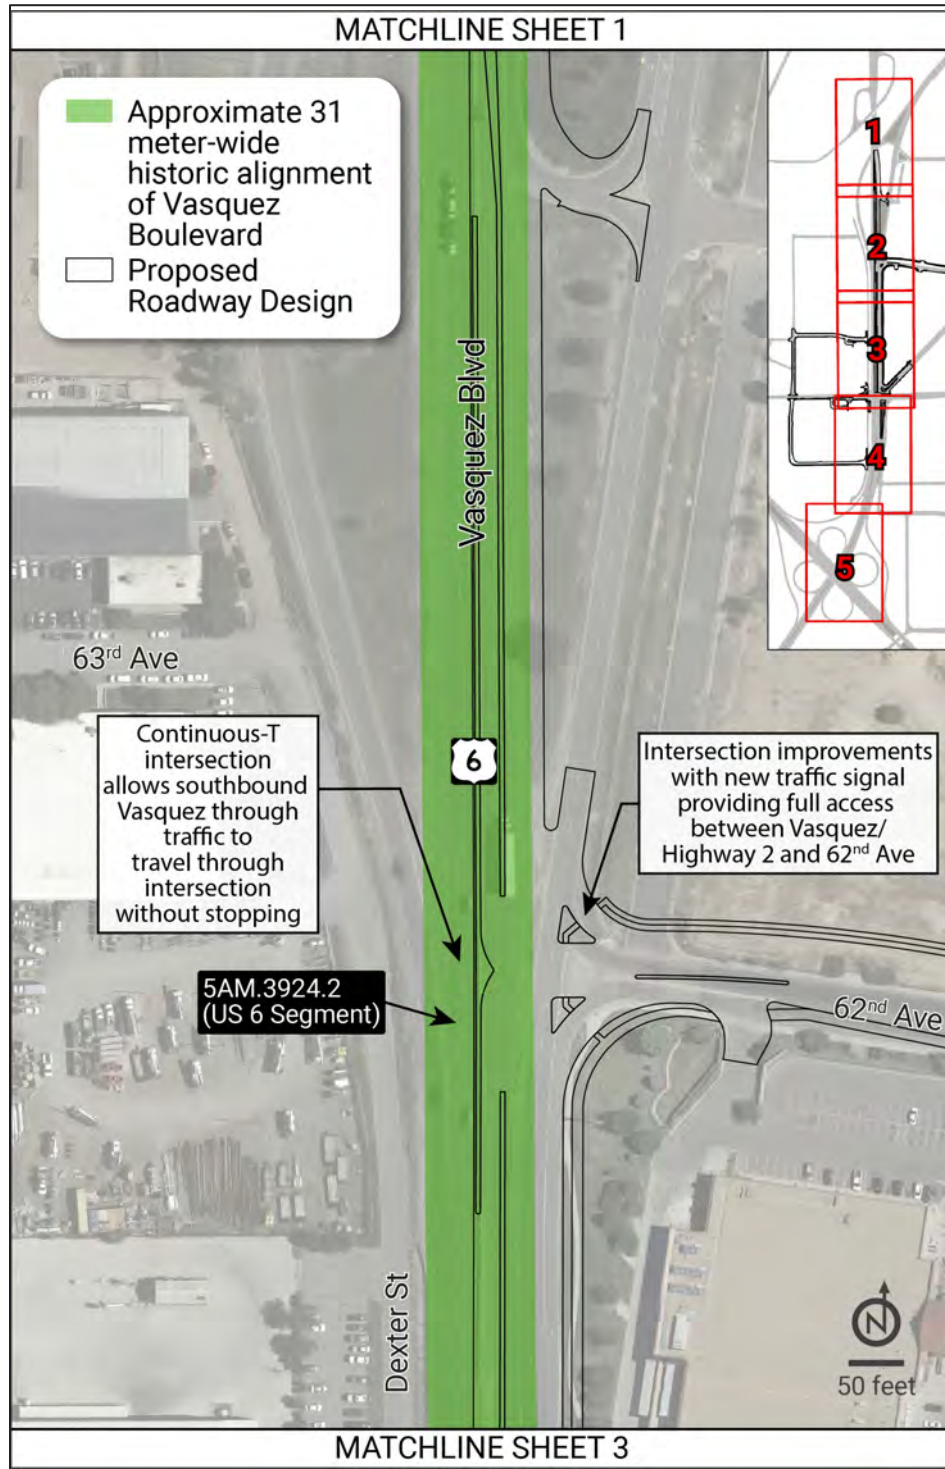 MATCHLINE SHEET 1
Approximate 31
meter-wide
historic alignment
of Vasquez
Boulevard
Proposed
Roadway Design
1
2
3
4
5
Vasquez Blvd
63rd Ave
6
Continuous-T
intersection
allows southbound
Vasquez through
traffic to
travel through
intersection
without stopping
Intersection improvements
with new traffic signal
providing full access
between Vasquez/
Highway 2 and 62nd Ave
5AM.3924.2
(US 6 Segment)
62nd Ave
Dexter St
N
50 feet
MATCHLINE SHEET 3